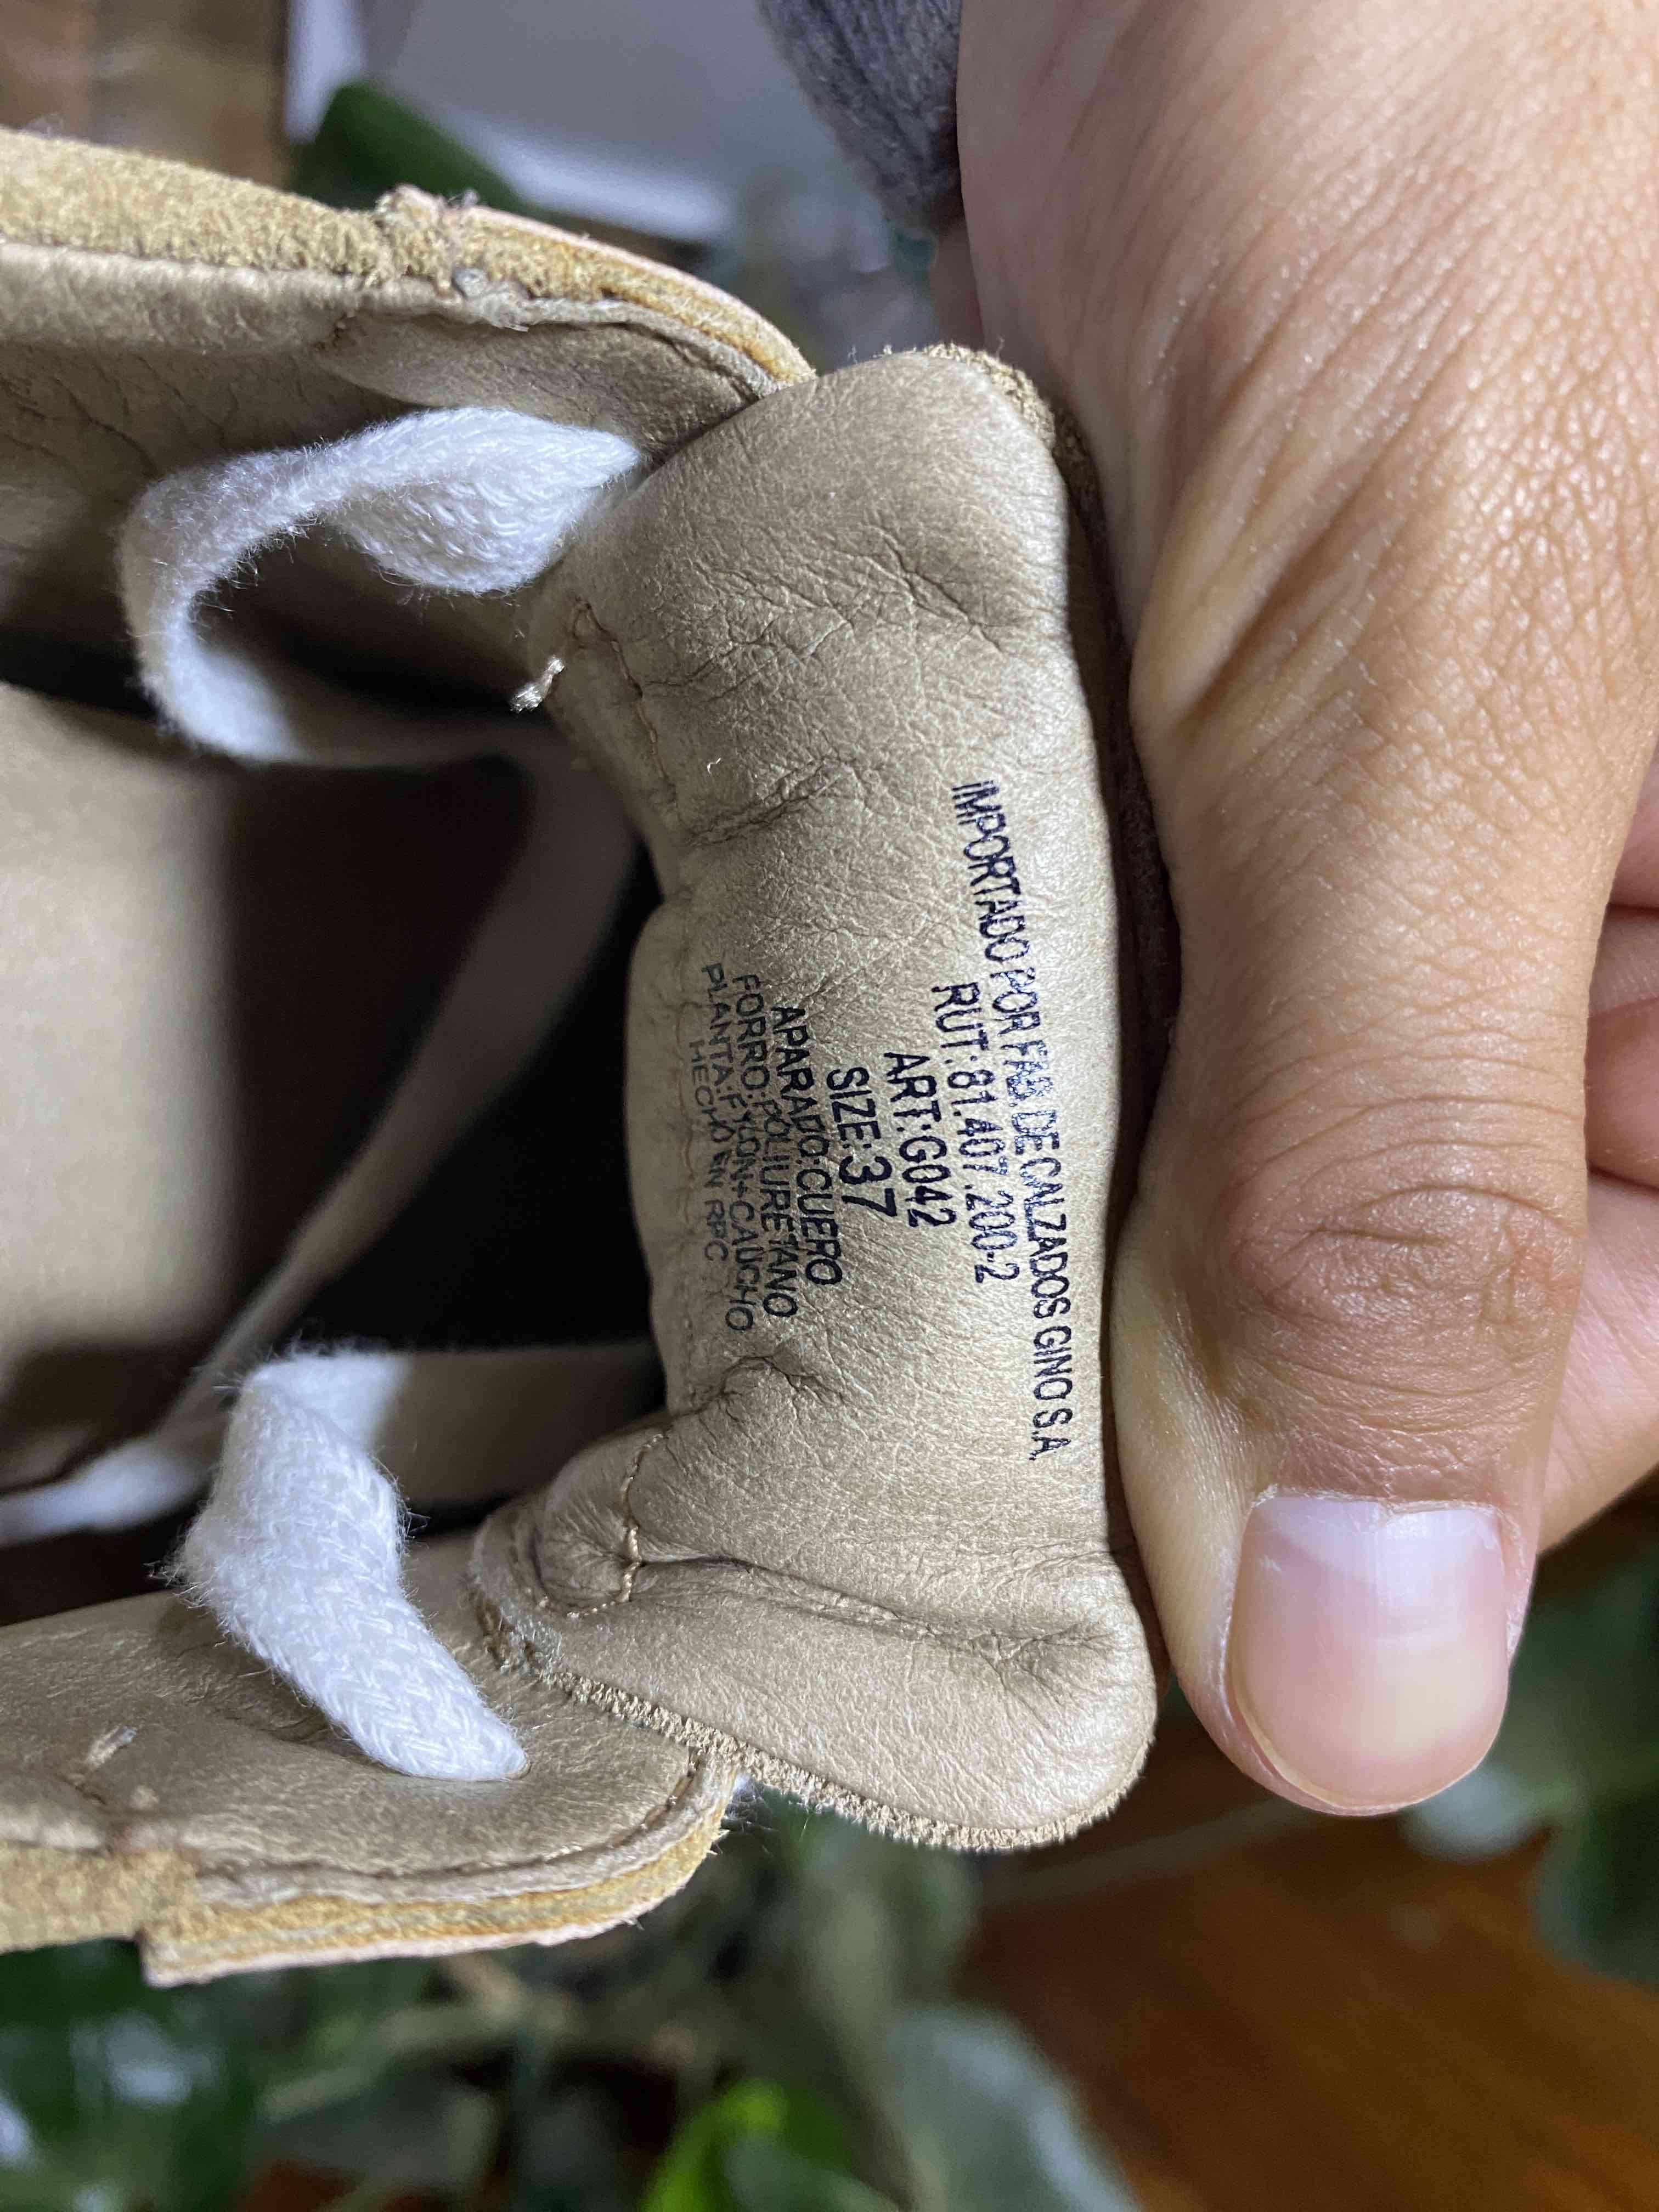 IMPORTADO POR FAB. DE CALZADOS GINO S.A.
RUT: 81.407.200-2
ART:G042
SIZE: 37
APARADO:CUERO
FORRO:POLIURETANO
PLANTA:FYLON+CAUCHO
HECHO EN RPC